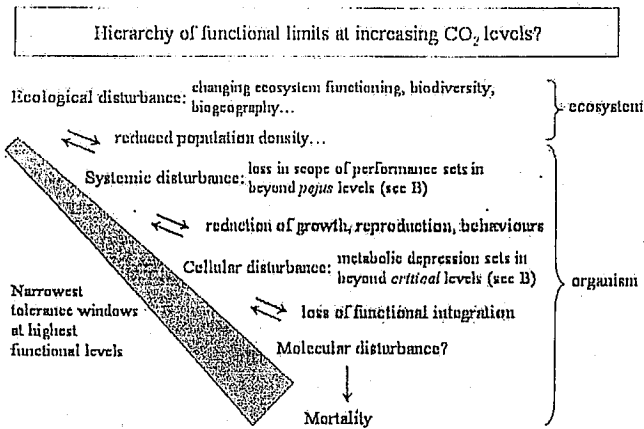 Hierarchy of functional limits at increasing CO₂ levels?
Ecological disturbance: changing ecosystem functioning, biodiversity,
biogeography...
ecosystem
reduced population density...
Systemic disturbance: loss in scope of performance sets in
beyond pejus levels (see B)
reduction of growth, reproduction, behaviours
Cellular disturbance: metabolic depression sets in
beyond critical levels (see B)
organism
Narrowest
tolerance windows
at highest
functional levels
loss of functional integration
Molecular disturbance?
Mortality